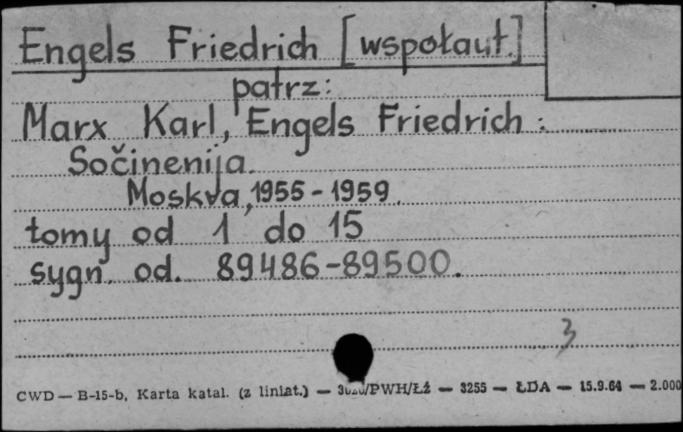 Engels Friedrich [współaut.]
patrz:
Marx Karl, Engels Friedrich :
Sočinenija.
Moskva, 1955 - 1959.
tomy od 1 do 15
sygn. od. 89486-89500.
3
CWD — B-15-b, Karta katal. (z liniat.) — /PWH/ŁŻ — 3255 — ŁDA — 15.9.64 — 2.000